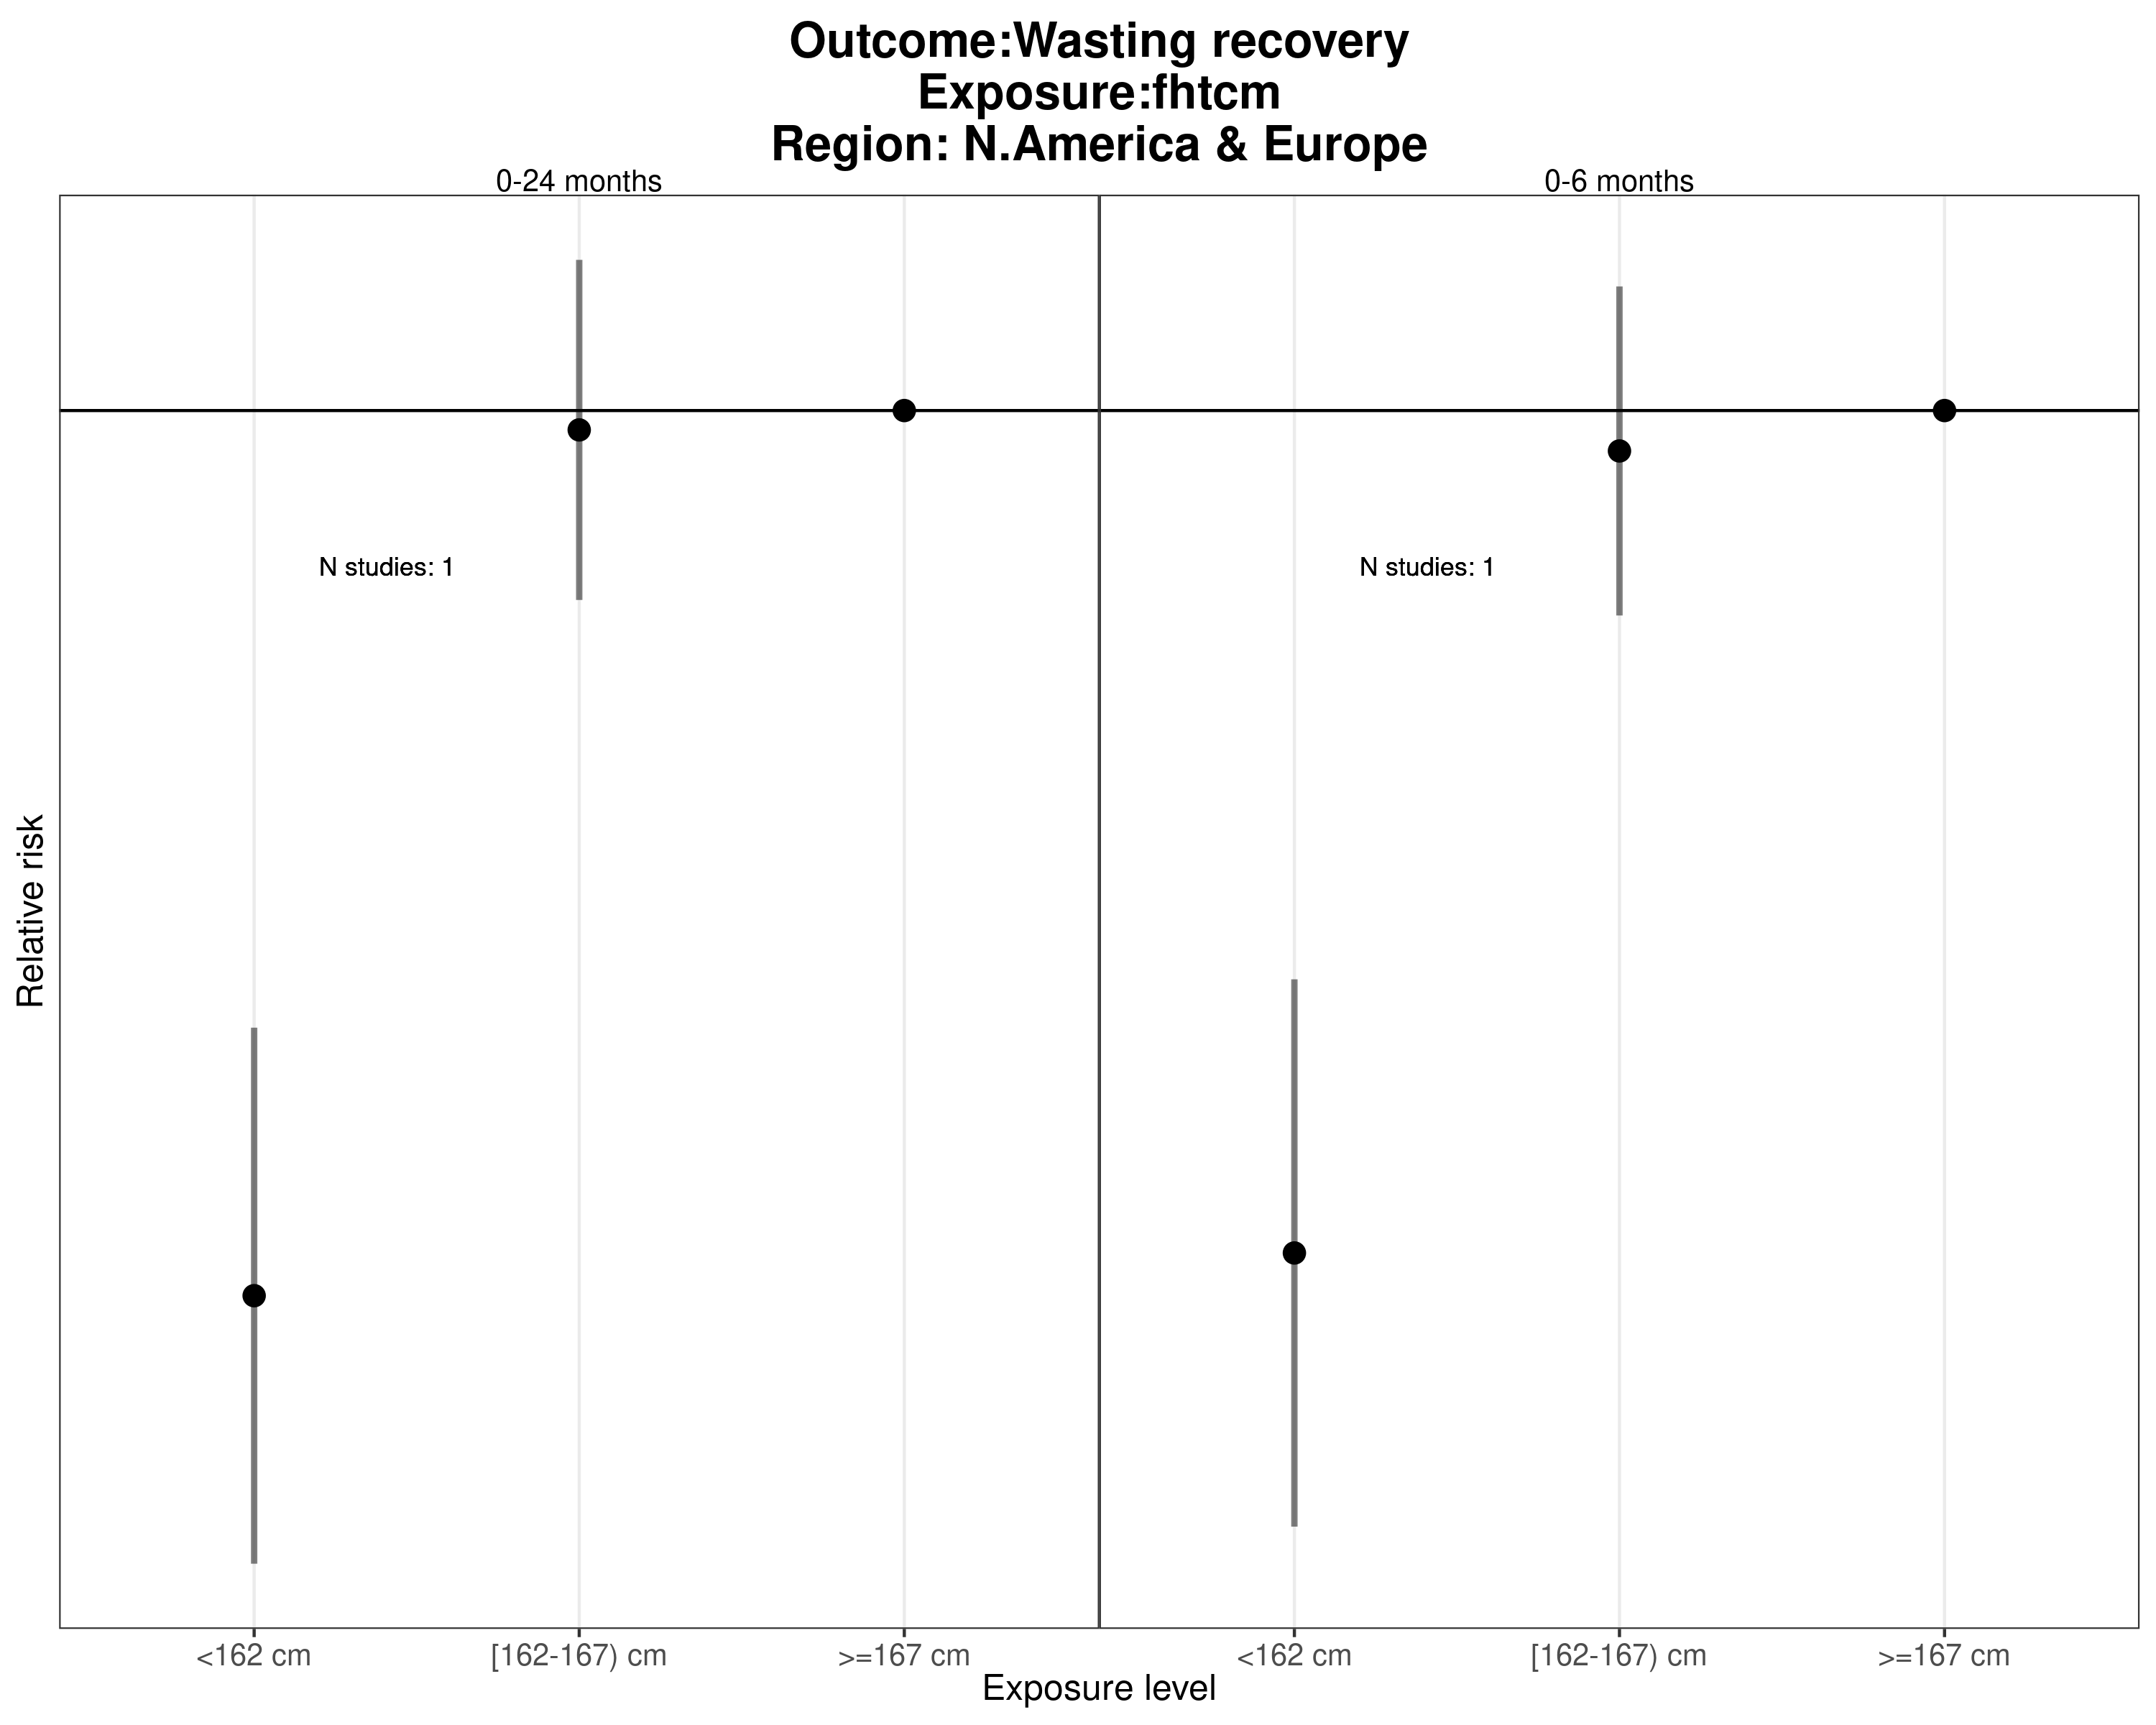 Outcome:Wasting recovery
Exposure:fhtcm
Region: N.America & Europe
0-24 months
0-6 months
N studies: 1
N studies: 1
Relative risk
<162 cm
[162-167) cm
>=167 cm
<162 cm
[162-167) cm
>=167 cm
Exposure level